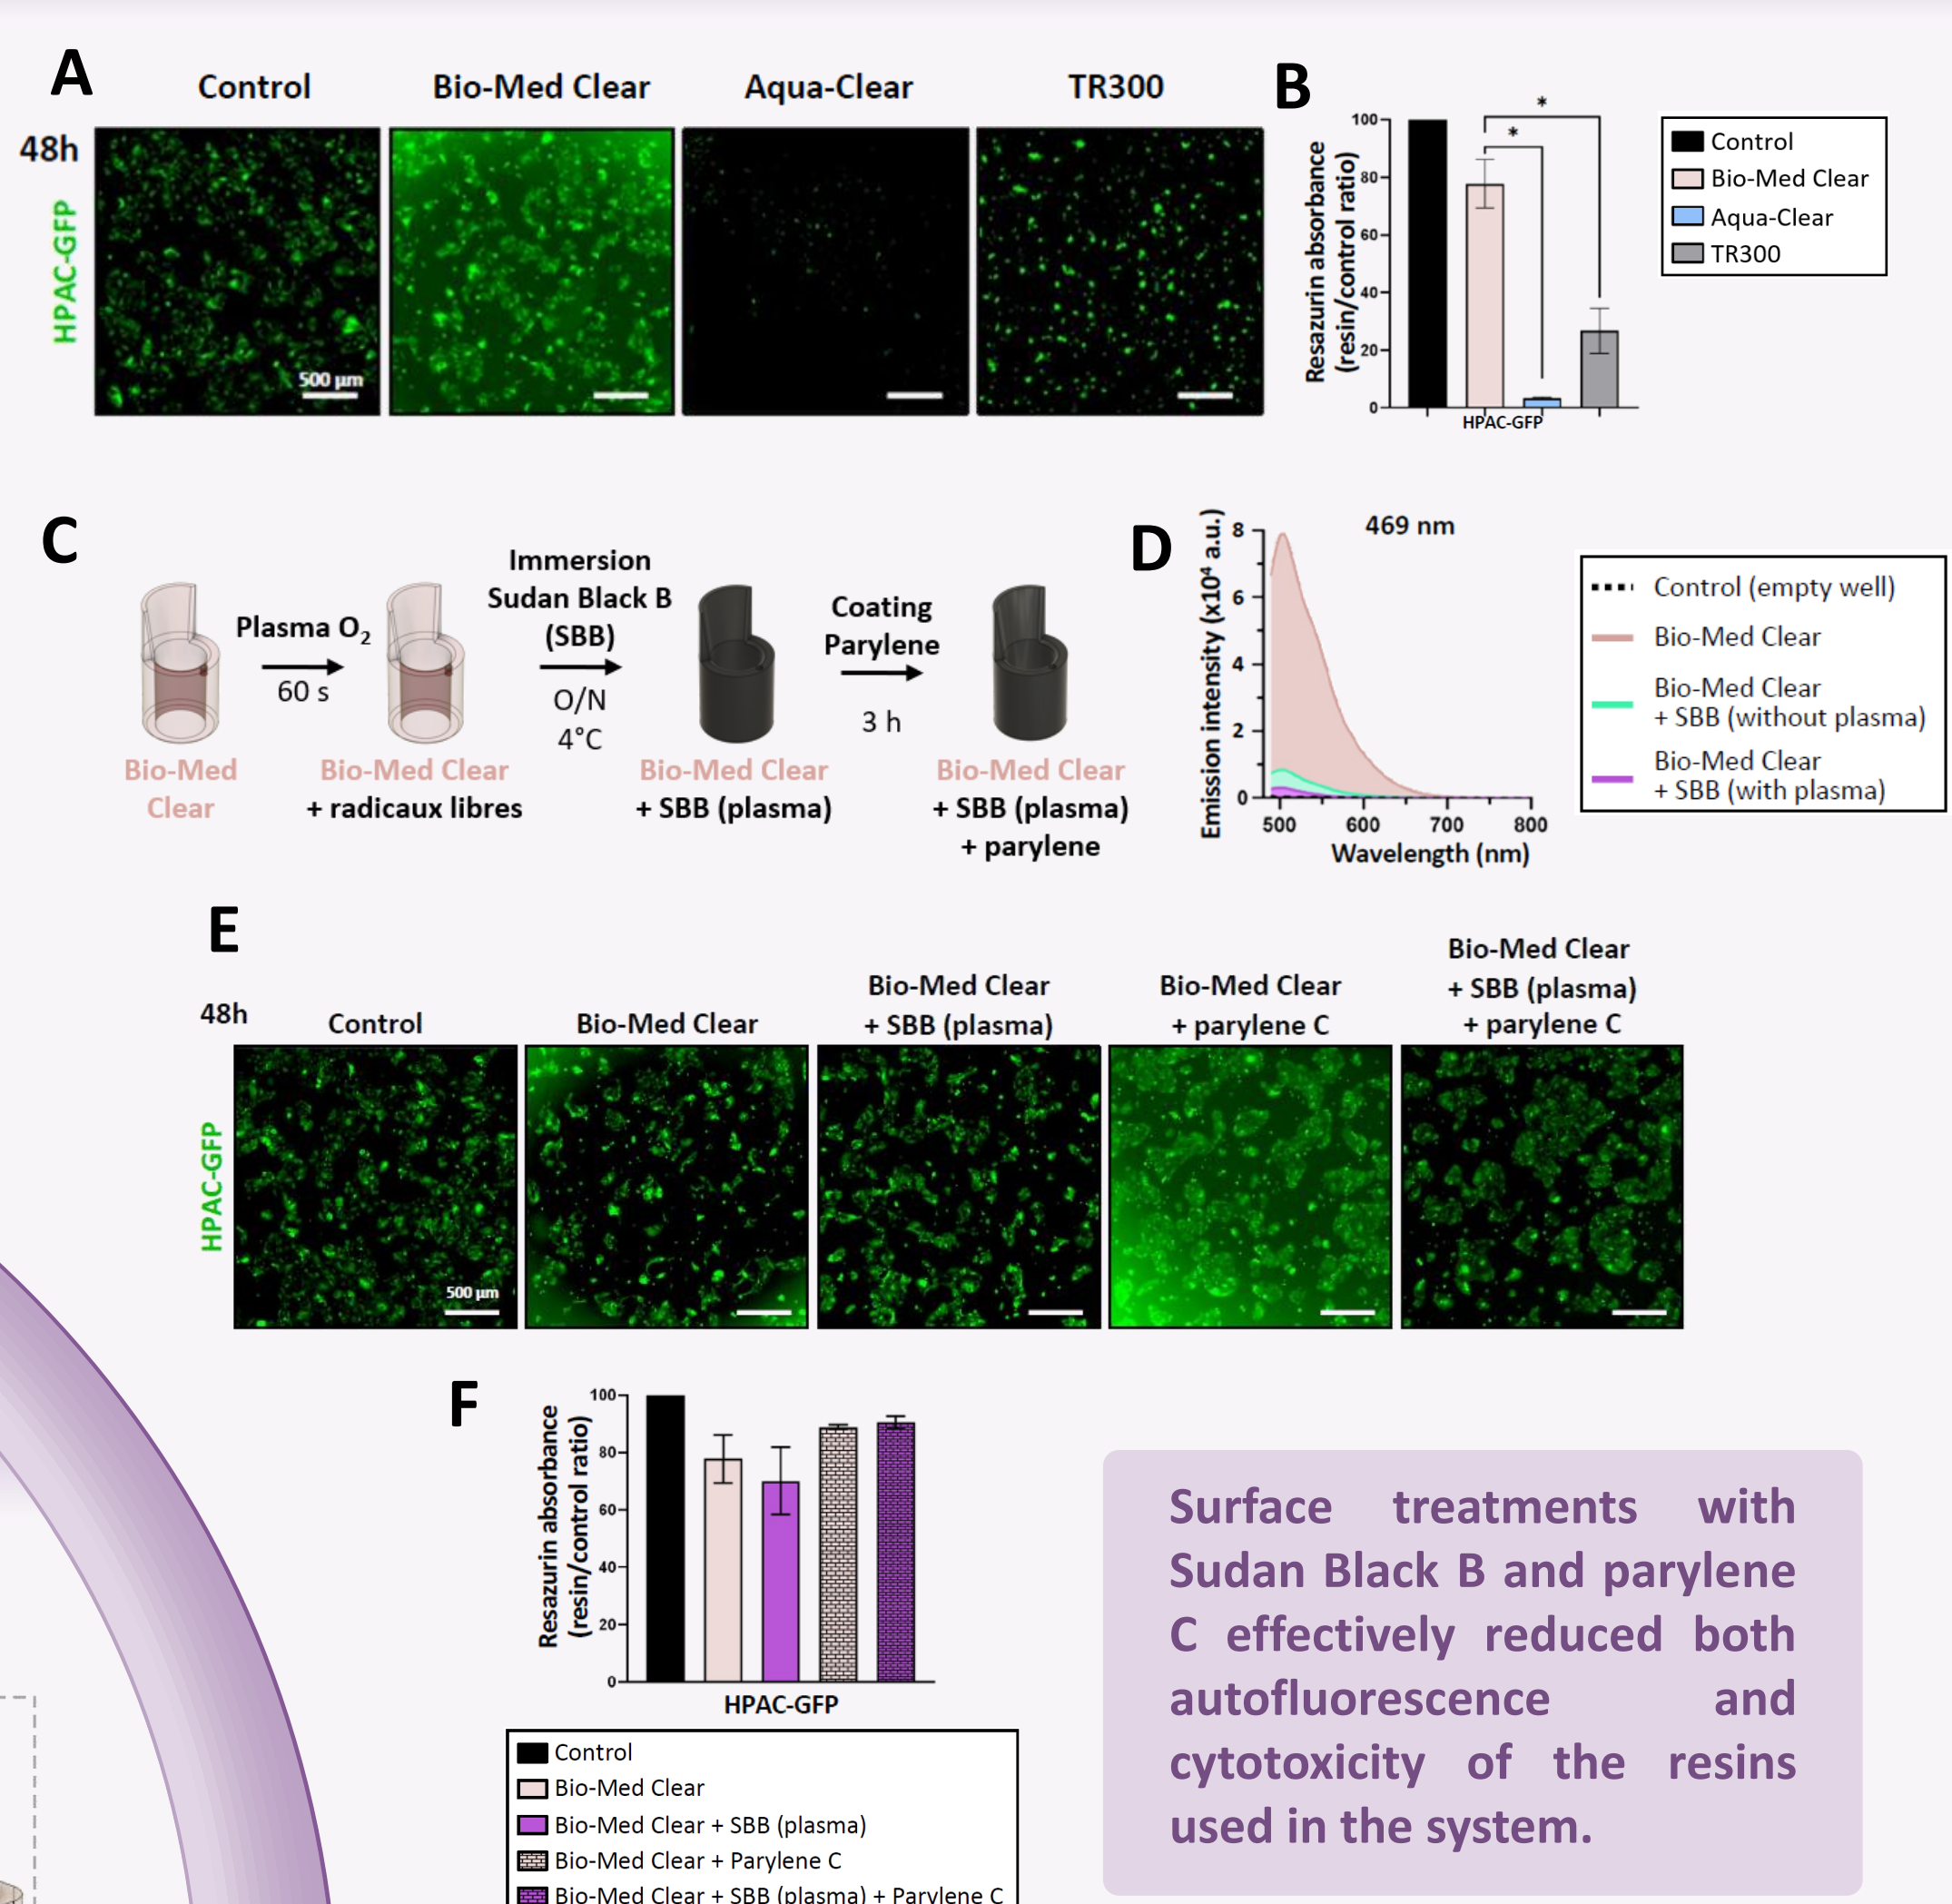 A
Control
Bio-Med Clear
Aqua-Clear
TR300
48h
HPAC-GFP
500 µm
B
Resazurin absorbance
(resin/control ratio)
100
80
60
40
20
0
*
*
HPAC-GFP
Control
Bio-Med Clear
Aqua-Clear
TR300
C
Plasma O₂
60 s
Immersion
Sudan Black B
(SBB)
O/N
4°C
Coating
Parylene
3 h
Bio-Med
Clear
Bio-Med Clear
+ radicaux libres
Bio-Med Clear
+ SBB (plasma)
Bio-Med Clear
+ SBB (plasma)
+ parylene
D
469 nm
Emission intensity (x10⁴ a.u.)
8
6
4
2
0
500
600
700
800
Wavelength (nm)
Control (empty well)
Bio-Med Clear
Bio-Med Clear
+ SBB (without plasma)
Bio-Med Clear
+ SBB (with plasma)
E
48h
Control
Bio-Med Clear
Bio-Med Clear
+ SBB (plasma)
Bio-Med Clear
+ parylene C
Bio-Med Clear
+ SBB (plasma)
+ parylene C
HPAC-GFP
500 µm
F
Resazurin absorbance
(resin/control ratio)
100
80
60
40
20
0
HPAC-GFP
Control
Bio-Med Clear
Bio-Med Clear + SBB (plasma)
Bio-Med Clear + Parylene C
Bio-Med Clear + SBB (plasma) + Parylene C
Surface treatments with
Sudan Black B and parylene
C effectively reduced both
autofluorescence and
cytotoxicity of the resins
used in the system.